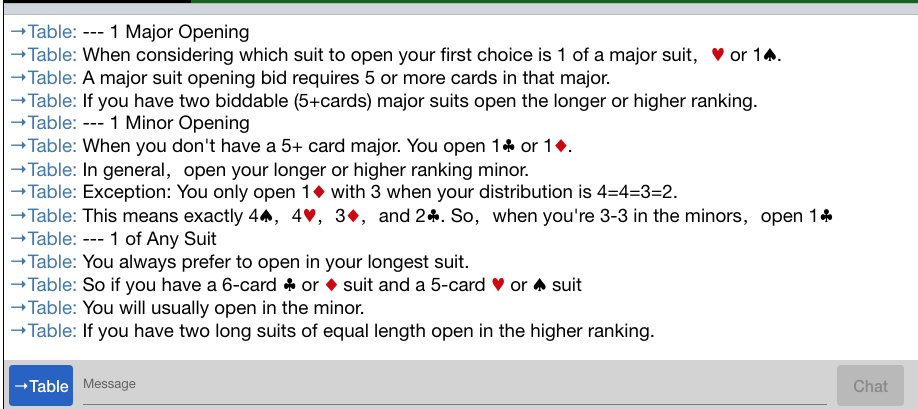 →Table: --- 1 Major Opening
→Table: When considering which suit to open your first choice is 1 of a major suit, ♥ or 1♠.
→Table: A major suit opening bid requires 5 or more cards in that major.
→Table: If you have two biddable (5+cards) major suits open the longer or higher ranking.
→Table: --- 1 Minor Opening
→Table: When you don't have a 5+ card major. You open 1♣ or 1♦.
→Table: In general, open your longer or higher ranking minor.
→Table: Exception: You only open 1♦ with 3 when your distribution is 4=4=3=2.
→Table: This means exactly 4♠, 4♥, 3♦, and 2♣. So, when you're 3-3 in the minors, open 1♣
→Table: --- 1 of Any Suit
→Table: You always prefer to open in your longest suit.
→Table: So if you have a 6-card ♣ or ♦ suit and a 5-card ♥ or ♠ suit
→Table: You will usually open in the minor.
→Table: If you have two long suits of equal length open in the higher ranking.
→Table Message Chat